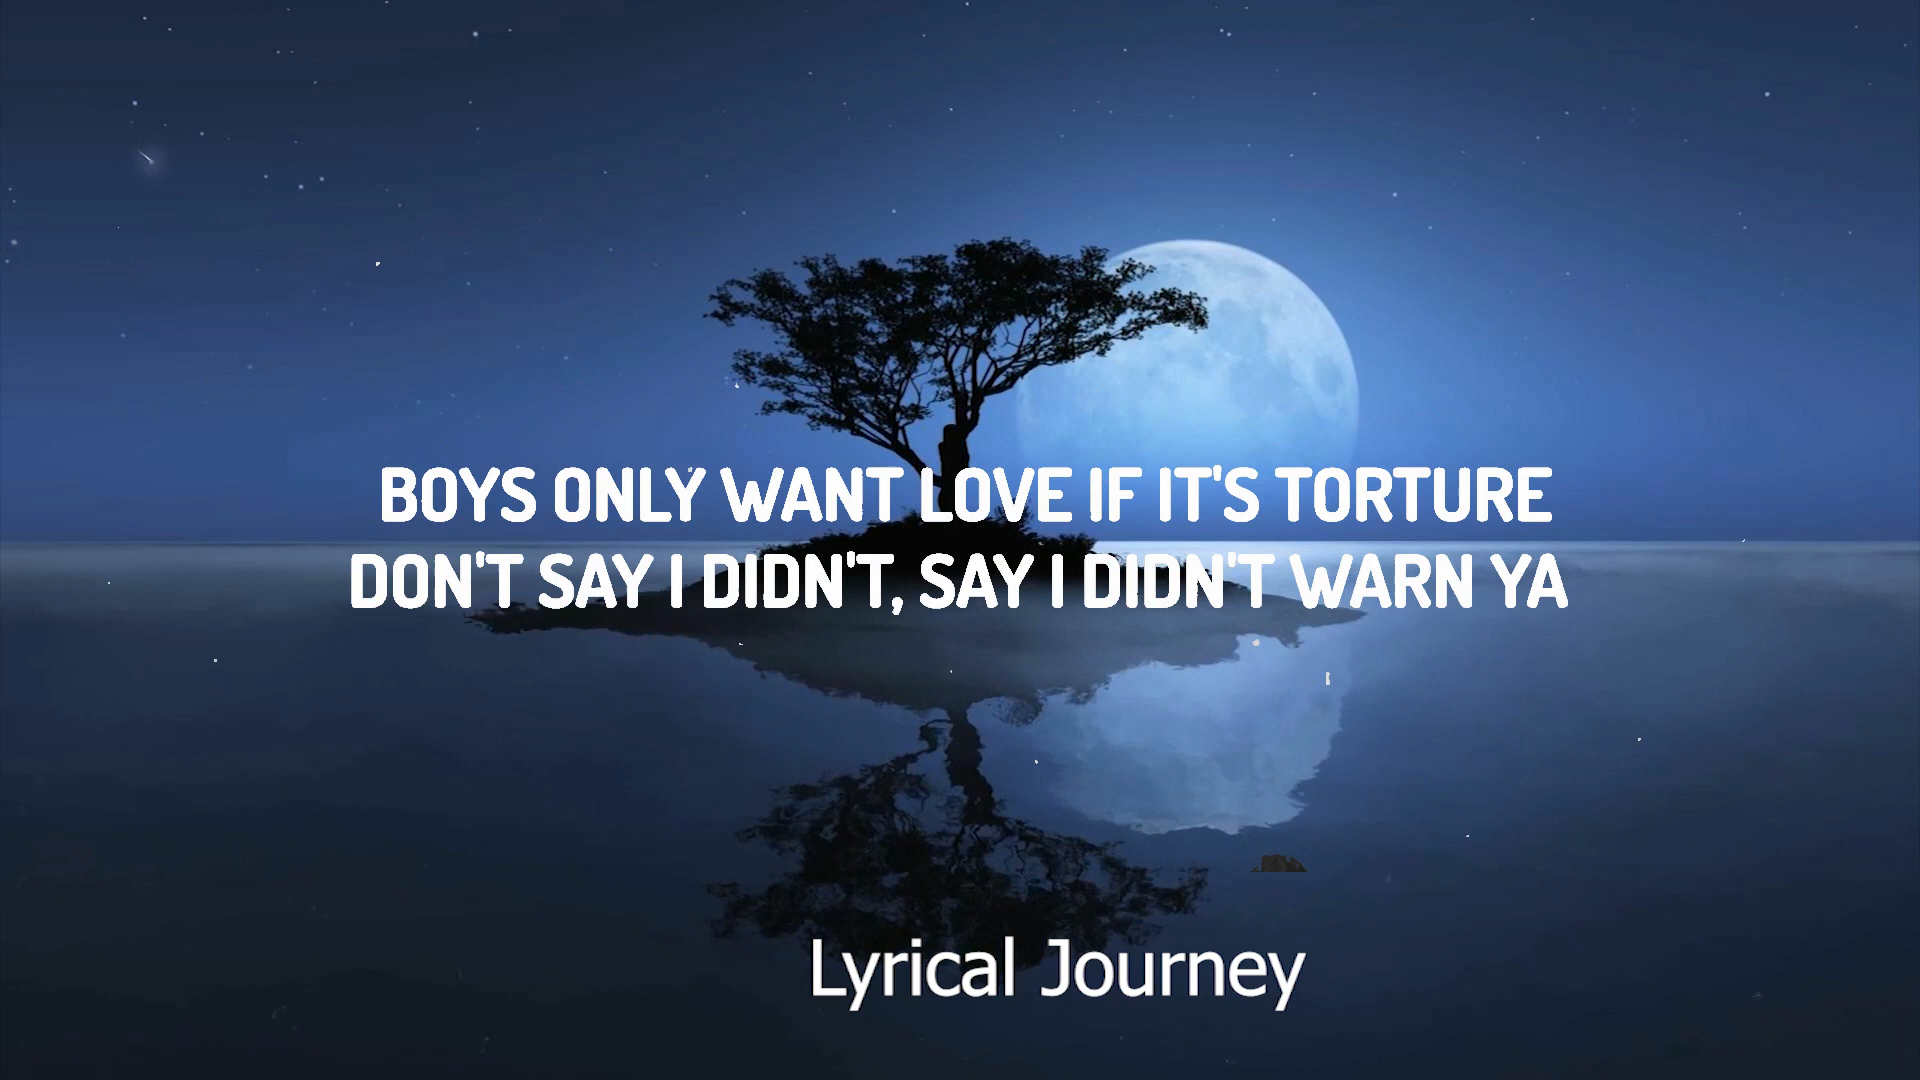 BOYS ONLY WANT LOVE IF IT'S TORTURE
DON'T SAY I DIDN'T, SAY I DIDN'T WARN YA
Lyrical Journey